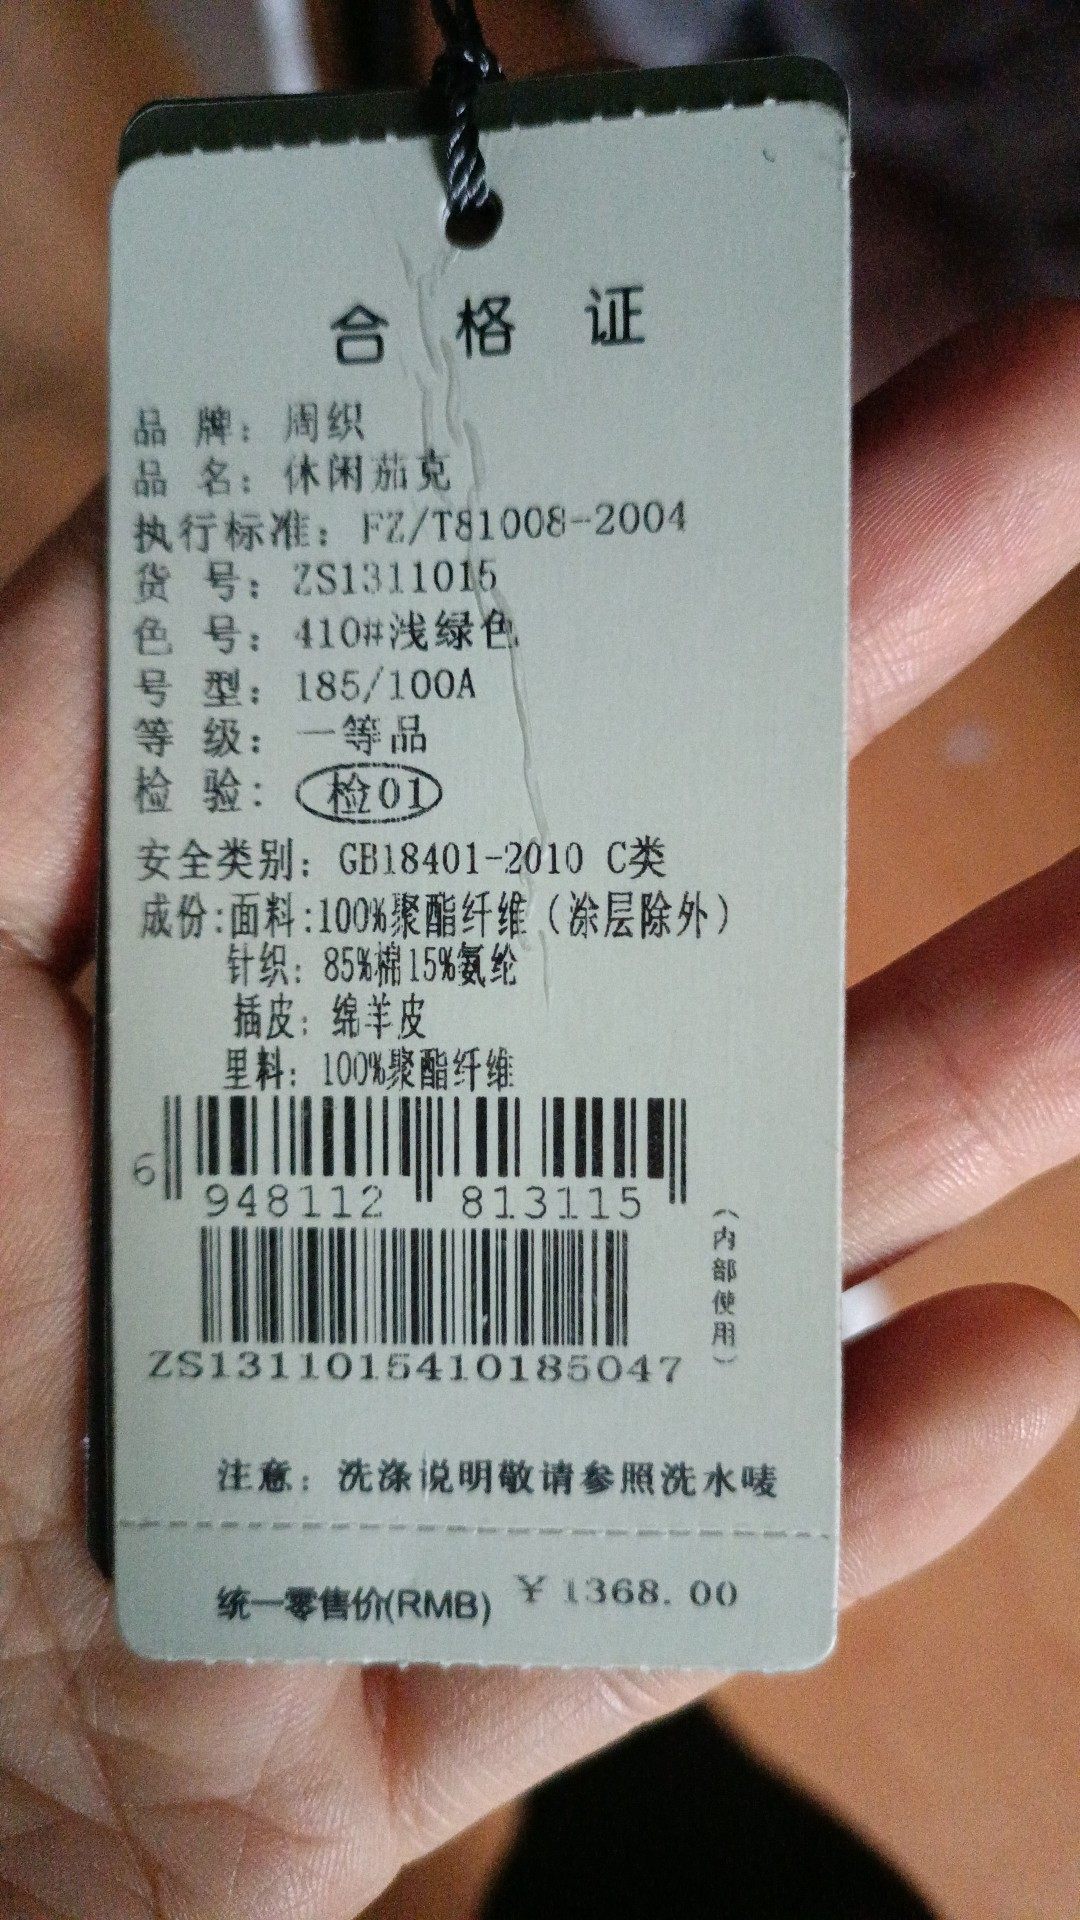 合格证
品牌：周织
品名：休闲茄克
执行标准：FZ/T81008-2004
货号：ZS1311015
色号：410#浅绿色
号型：185/100A
等级：一等品
检验：检01
安全类别：GB18401-2010 C类
成份:面料:100%聚酯纤维（涂层除外）
针织：85%棉15%氨纶
插皮：绵羊皮
里料：100%聚酯纤维
6 948112 813115
ZS1311015410185047
（内部使用）
注意：洗涤说明敬请参照洗水唛
统一零售价(RMB) ￥1368.00